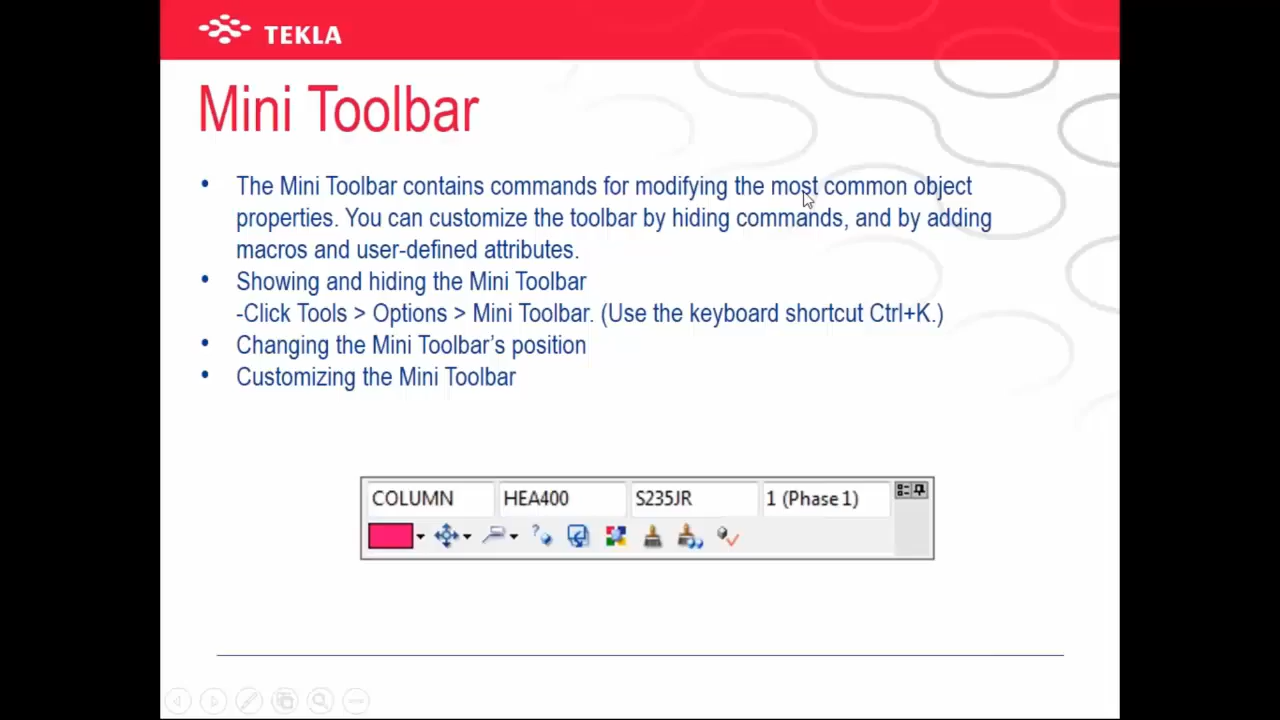 TEKLA
Mini Toolbar
• The Mini Toolbar contains commands for modifying the most common object
properties. You can customize the toolbar by hiding commands, and by adding
macros and user-defined attributes.
• Showing and hiding the Mini Toolbar
-Click Tools > Options > Mini Toolbar. (Use the keyboard shortcut Ctrl+K.)
• Changing the Mini Toolbar’s position
• Customizing the Mini Toolbar
COLUMN HEA400 S235JR 1 (Phase 1)